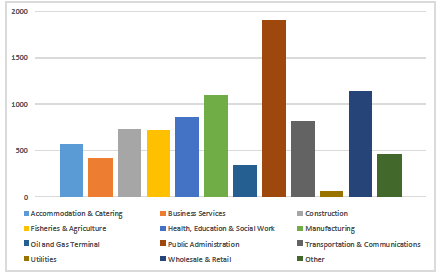 2000
1500
1000
500
0
Accommodation & Catering Business Services Construction
Fisheries & Agriculture Health, Education & Social Work Manufacturing
Oil and Gas Terminal Public Administration Transportation & Communications
Utilities Wholesale & Retail Other